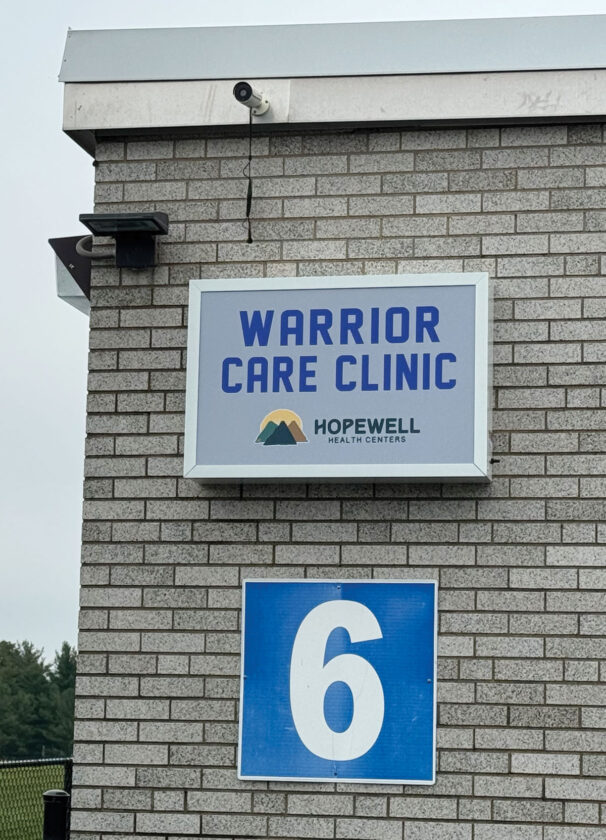 WARRIOR
CARE CLINIC
HOPEWELL
HEALTH CENTERS
6